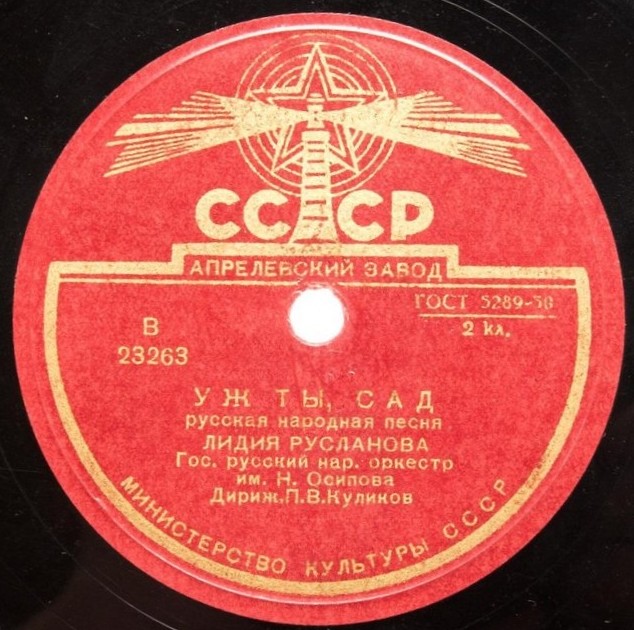 СССР
АПРЕЛЕВСКИЙ ЗАВОД
ГОСТ 5289-50
2 кл.
В
23263
УЖ ТЫ, САД
русская народная песня
ЛИДИЯ РУСЛАНОВА
Гос. русский нар. оркестр
им. Н. Осипова
Дириж.П.В.Куликов
МИНИСТЕРСТВО КУЛЬТУРЫ СССР